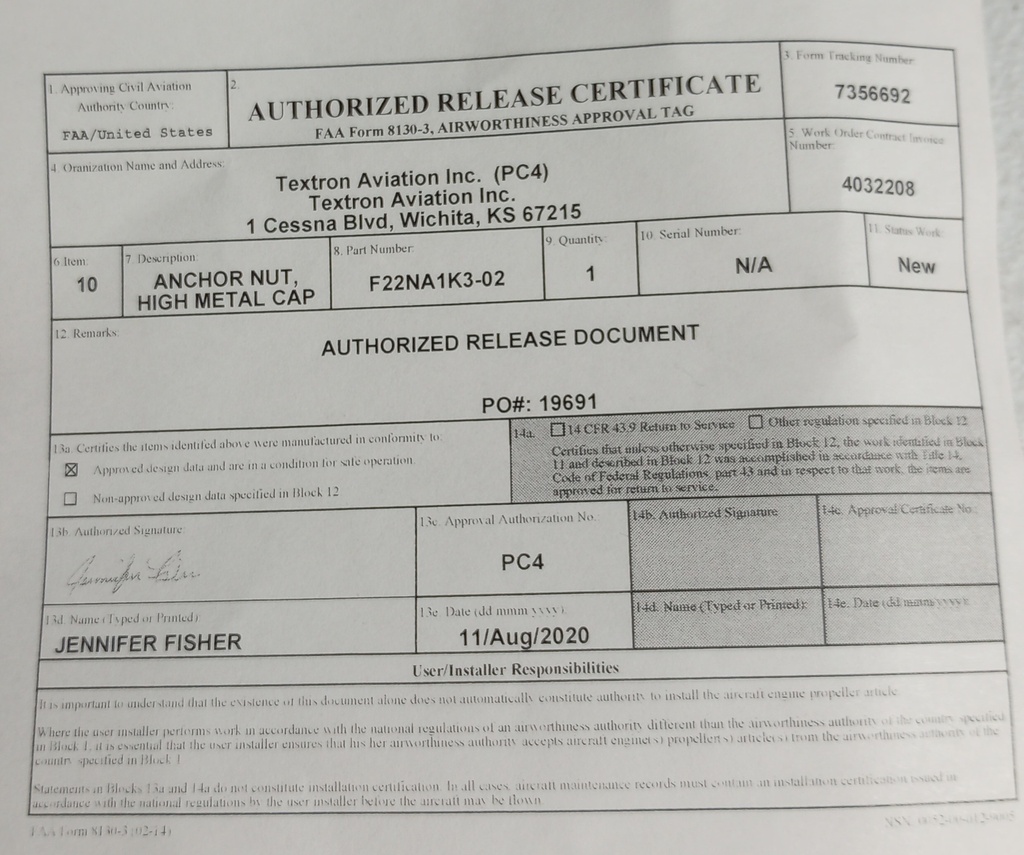 1. Approving Civil Aviation
Authority Country:
FAA/United States
2.
AUTHORIZED RELEASE CERTIFICATE
FAA Form 8130-3, AIRWORTHINESS APPROVAL TAG
3. Form Tracking Number:
7356692
4. Oranization Name and Address:
Textron Aviation Inc. (PC4)
Textron Aviation Inc.
1 Cessna Blvd, Wichita, KS 67215
5. Work Order Contract Invoice
Number:
4032208
6 Item:
10
7 Description:
ANCHOR NUT,
HIGH METAL CAP
8. Part Number:
F22NA1K3-02
9. Quantity:
1
10. Serial Number:
N/A
11. Status Work:
New
12. Remarks:
AUTHORIZED RELEASE DOCUMENT
PO#: 19691
13a. Certifies the items identifed above were manufactured in conformity to:
Approved design data and are in a condition for safe operation.
Non-approved design data specified in Block 12
14a. 14 CFR 43.9 Return to Service Other regulation specified in Block 12
Certifies that unless otherwise specified in Block 12, the work identified in Block
11 and described in Block 12 was accomplished in accordance with Title 14,
Code of Federal Regulations, part 43 and in respect to that work, the items are
approved for return to service.
13b. Authorized Signature:
Jennifer Fisher
13c. Approval Authorization No.
PC4
14b. Authorized Signature
14c. Approval Certificate No.
13d. Name (Typed or Printed):
JENNIFER FISHER
13e. Date (dd mmm yyyy):
11/Aug/2020
14d. Name (Typed or Printed):
14e. Date (dd mmm yyyy):
User/Installer Responsibilities
It is important to understand that the existence of this document alone does not automatically constitute authority to install the aircraft engine propeller article.
Where the user installer performs work in accordance with the national regulations of an airworthiness authority different than the airworthiness authority of the country specified
in Block 1, it is essential that the user installer ensures that his her airworthiness authority accepts aircraft engine(s) propeller(s) article(s) from the airworthiness authority of the
country specified in Block 1
Statements in Blocks 13a and 14a do not constitute installation certification. In all cases, aircraft maintenance records must contain an installation certification issued in
accordance with the national regulations by the user installer before the aircraft may be flown.
FAA Form 8130-3 (02-14)
NSN: